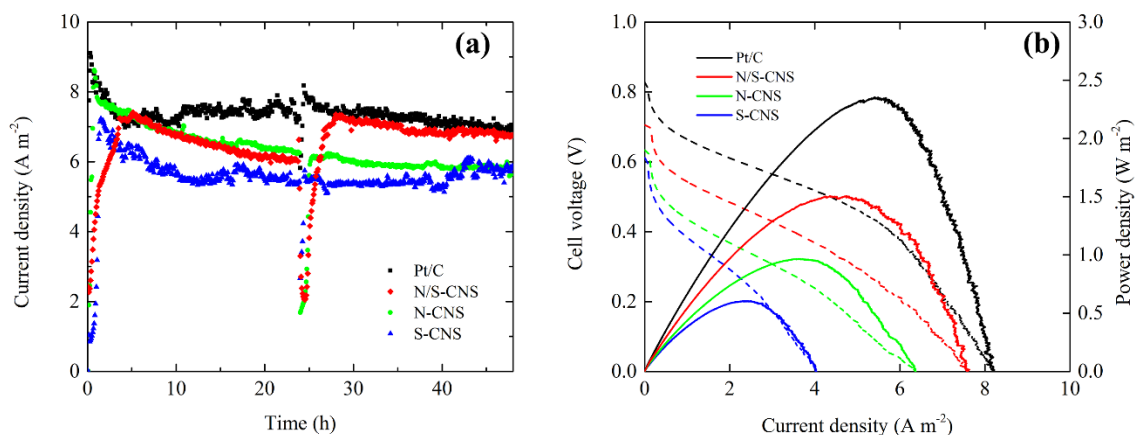 (a)
10
8
6
4
2
0
Current density (A m⁻²)
Pt/C
N/S-CNS
N-CNS
S-CNS
0 10 20 30 40
Time (h)
(b)
1.0
0.8
0.6
0.4
0.2
0.0
Cell voltage (V)
Pt/C
N/S-CNS
N-CNS
S-CNS
3.0
2.5
2.0
1.5
1.0
0.5
0.0
Power density (W m⁻²)
0 2 4 6 8 10
Current density (A m⁻²)